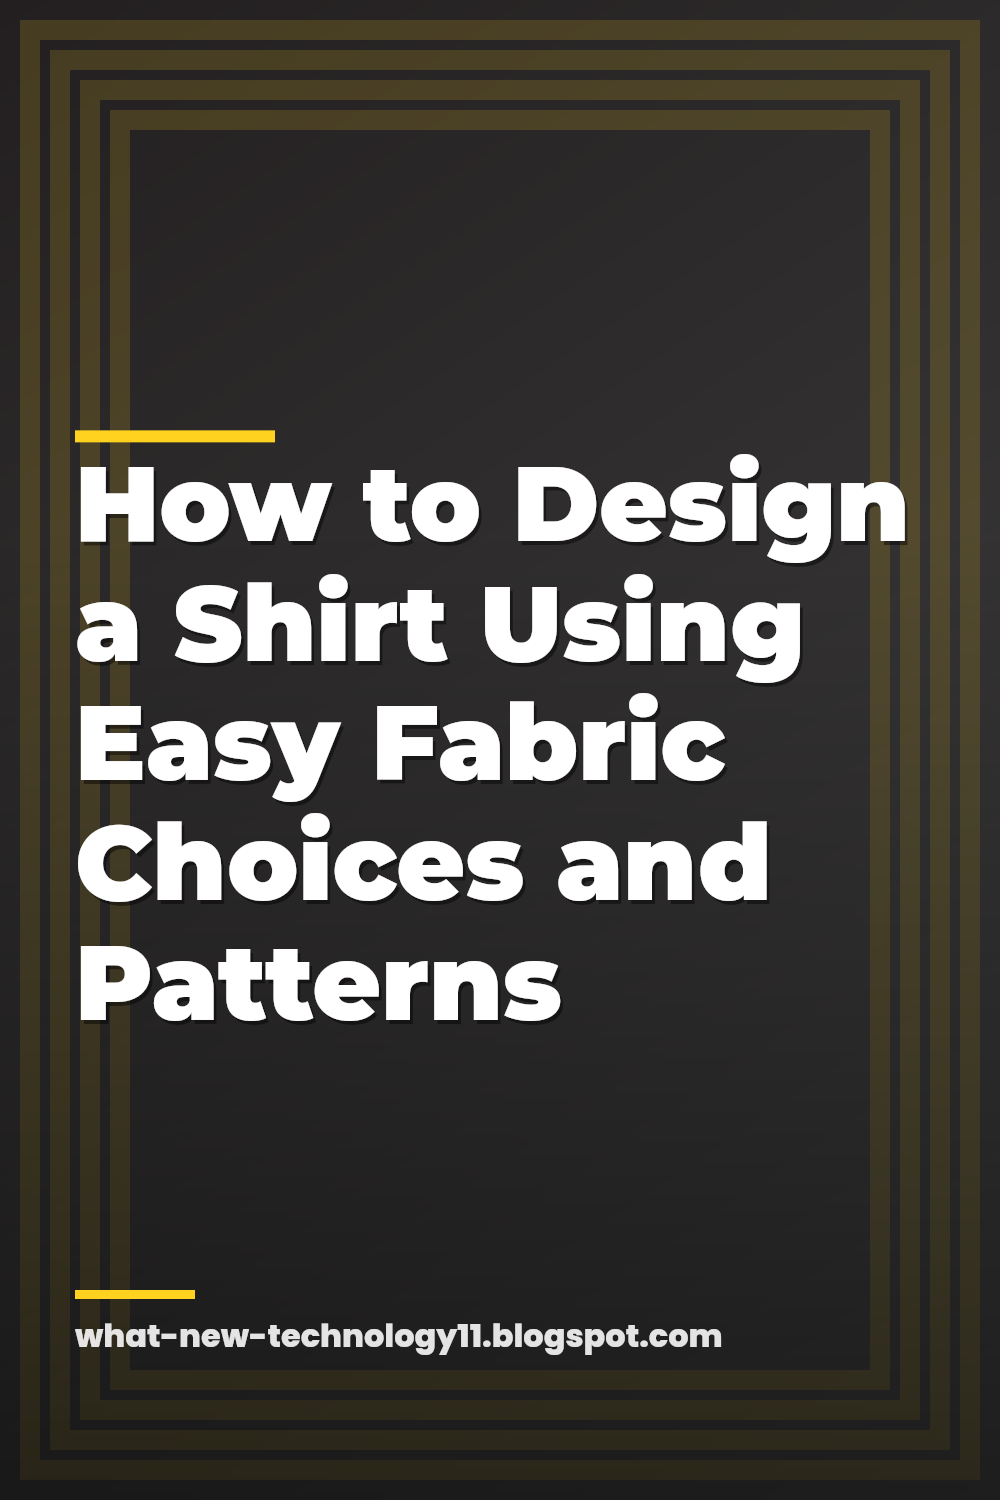 How to Design
a Shirt Using
Easy Fabric
Choices and
Patterns
what-new-technology11.blogspot.com